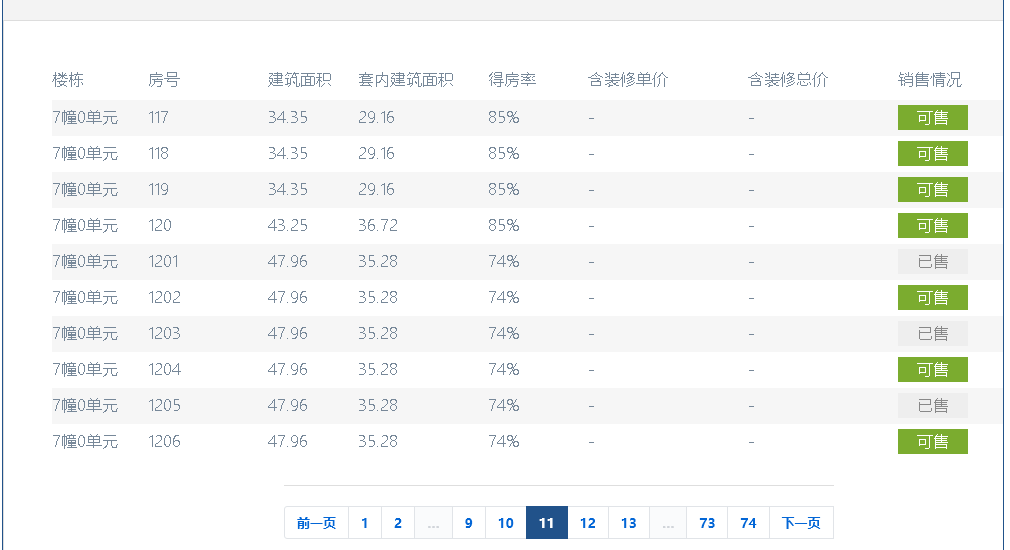 楼栋 房号 建筑面积 套内建筑面积 得房率 含装修单价 含装修总价 销售情况
7幢0单元 117 34.35 29.16 85% - - 可售
7幢0单元 118 34.35 29.16 85% - - 可售
7幢0单元 119 34.35 29.16 85% - - 可售
7幢0单元 120 43.25 36.72 85% - - 可售
7幢0单元 1201 47.96 35.28 74% - - 已售
7幢0单元 1202 47.96 35.28 74% - - 可售
7幢0单元 1203 47.96 35.28 74% - - 已售
7幢0单元 1204 47.96 35.28 74% - - 可售
7幢0单元 1205 47.96 35.28 74% - - 已售
7幢0单元 1206 47.96 35.28 74% - - 可售
前一页 1 2 ... 9 10 11 12 13 ... 73 74 下一页